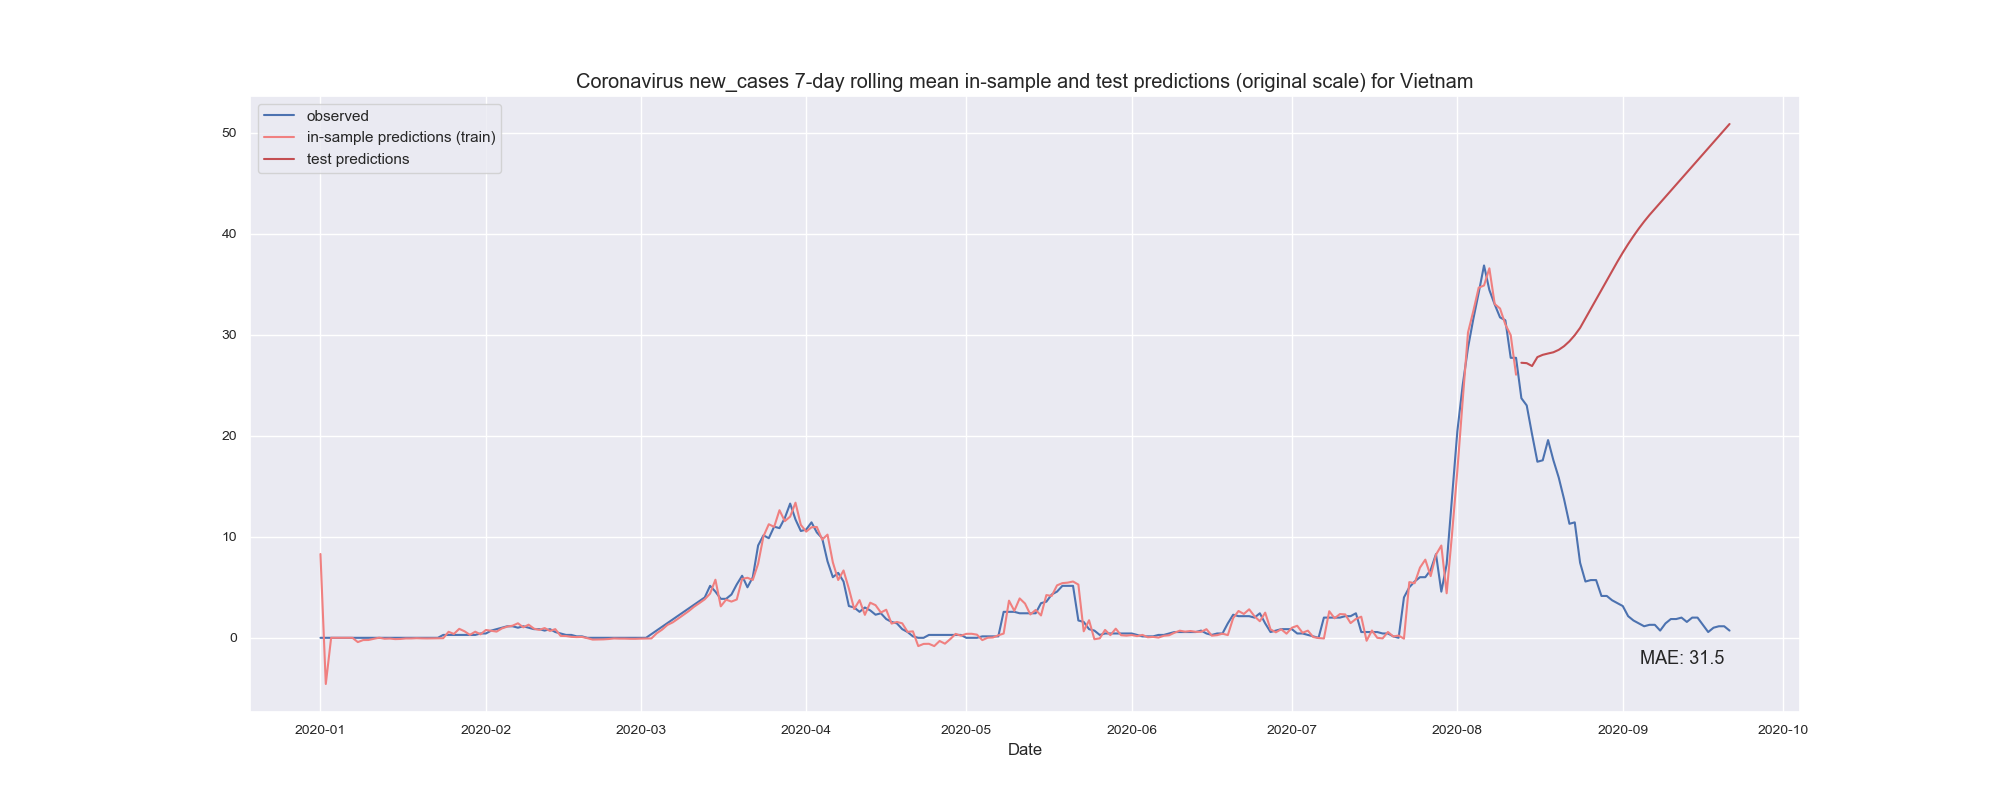 Coronavirus new_cases 7-day rolling mean in-sample and test predictions (original scale) for Vietnam
observed
in-sample predictions (train)
test predictions
50
40
30
20
10
0
MAE: 31.5
2020-01 2020-02 2020-03 2020-04 2020-05 2020-06 2020-07 2020-08 2020-09 2020-10
Date